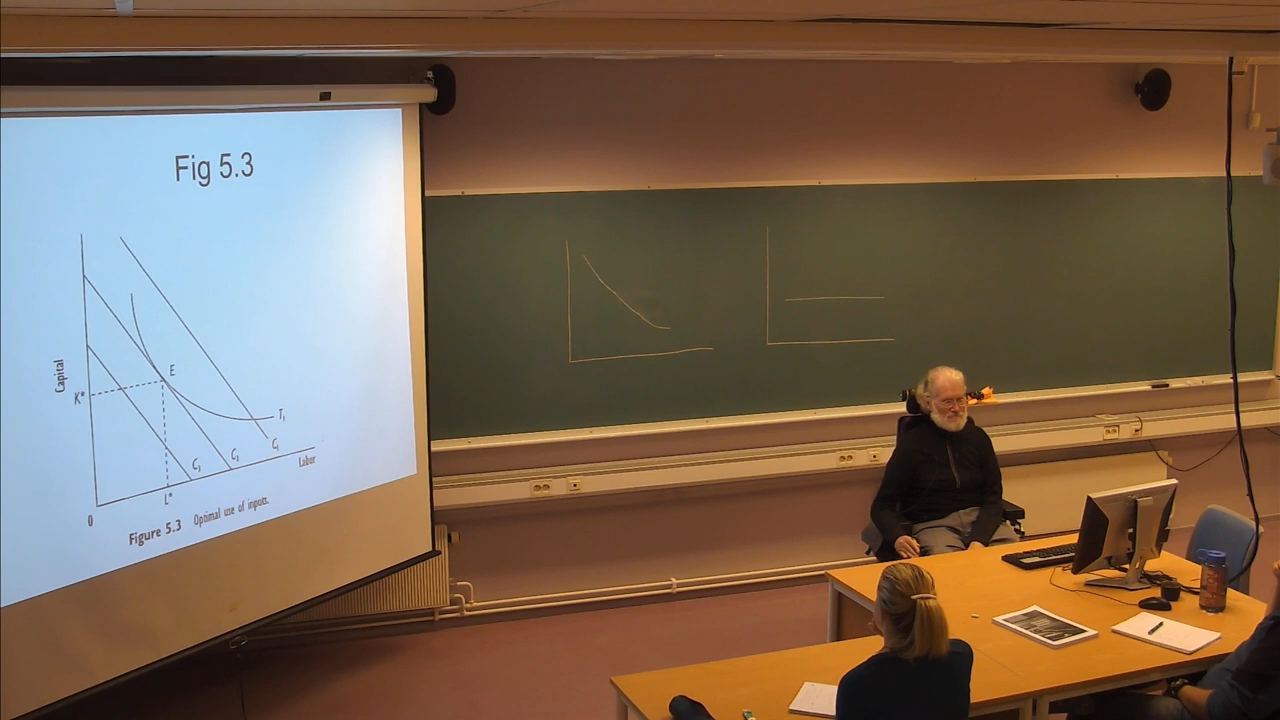 Fig 5.3
Capital
K*
E
T₁
C₁
C₂
C₃
Labor
0
L*
Figure 5.3 Optimal use of inputs.